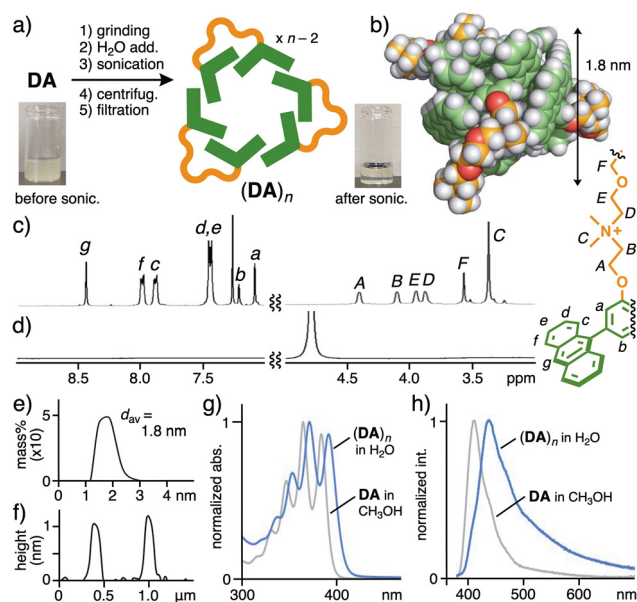 a)
DA
1) grinding
2) H₂O add.
3) sonication
4) centrifug.
5) filtration
x n – 2
(DA)n
before sonic.
after sonic.
b)
1.8 nm
F
O
E
D
N+
C
B
A
O
a
b
c
d
e
f
g
c)
g
f
c
d,e
b
a
A
B
E
D
F
C
d)
8.5
8.0
7.5
4.5
4.0
3.5
ppm
e)
mass%
(x10)
5
0
dav =
1.8 nm
0
1
2
3
4 nm
f)
height
(nm)
1
0
0
0.5
1.0
μm
g)
normalized abs.
1
0
(DA)n
in H₂O
DA in
CH₃OH
300
400
nm
h)
normalized int.
1
0
(DA)n in H₂O
DA in CH₃OH
400
500
600
nm